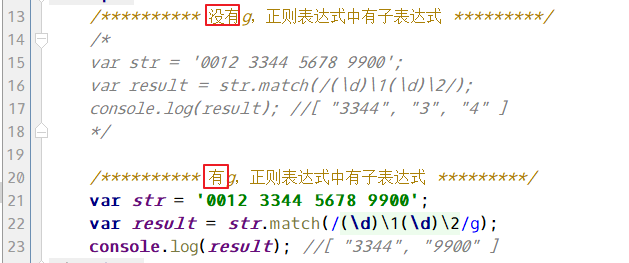 13 /********** 没有g，正则表达式中有子表达式 *********/
14 /*
15 var str = '0012 3344 5678 9900';
16 var result = str.match(/(\d)\1(\d)\2/);
17 console.log(result); //[ "3344", "3", "4" ]
18 */
19
20 /********** 有g，正则表达式中有子表达式 *********/
21 var str = '0012 3344 5678 9900';
22 var result = str.match(/(\d)\1(\d)\2/g);
23 console.log(result); //[ "3344", "9900" ]